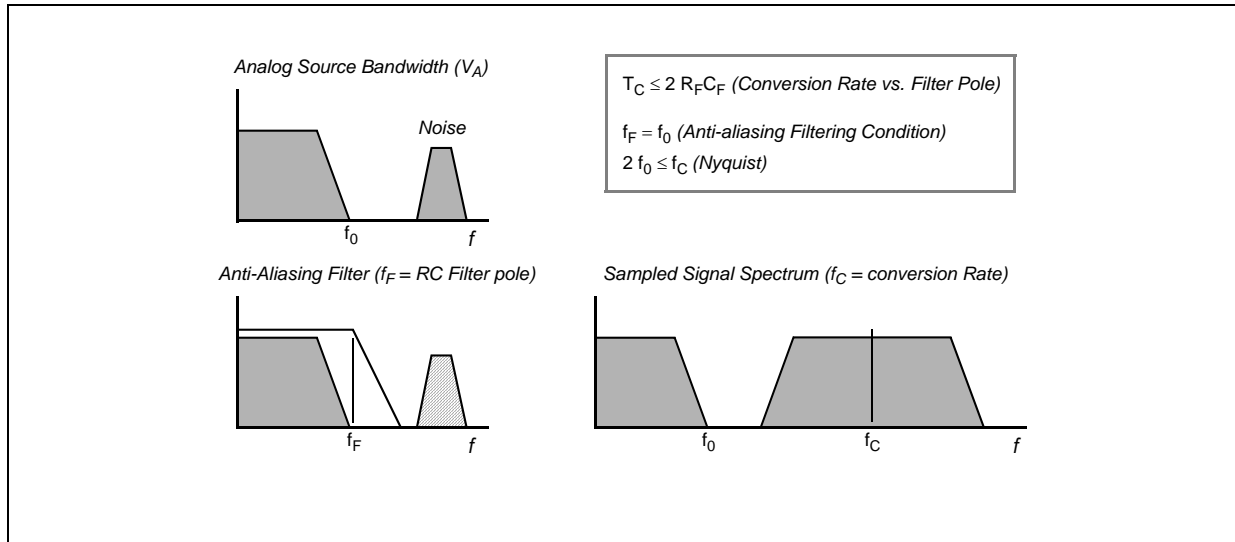 Analog Source Bandwidth (VA)
Noise
f0
f
TC ≤ 2 RFCF (Conversion Rate vs. Filter Pole)
fF = f0 (Anti-aliasing Filtering Condition)
2 f0 ≤ fC (Nyquist)
Anti-Aliasing Filter (fF = RC Filter pole)
fF
f
Sampled Signal Spectrum (fC = conversion Rate)
f0
fC
f